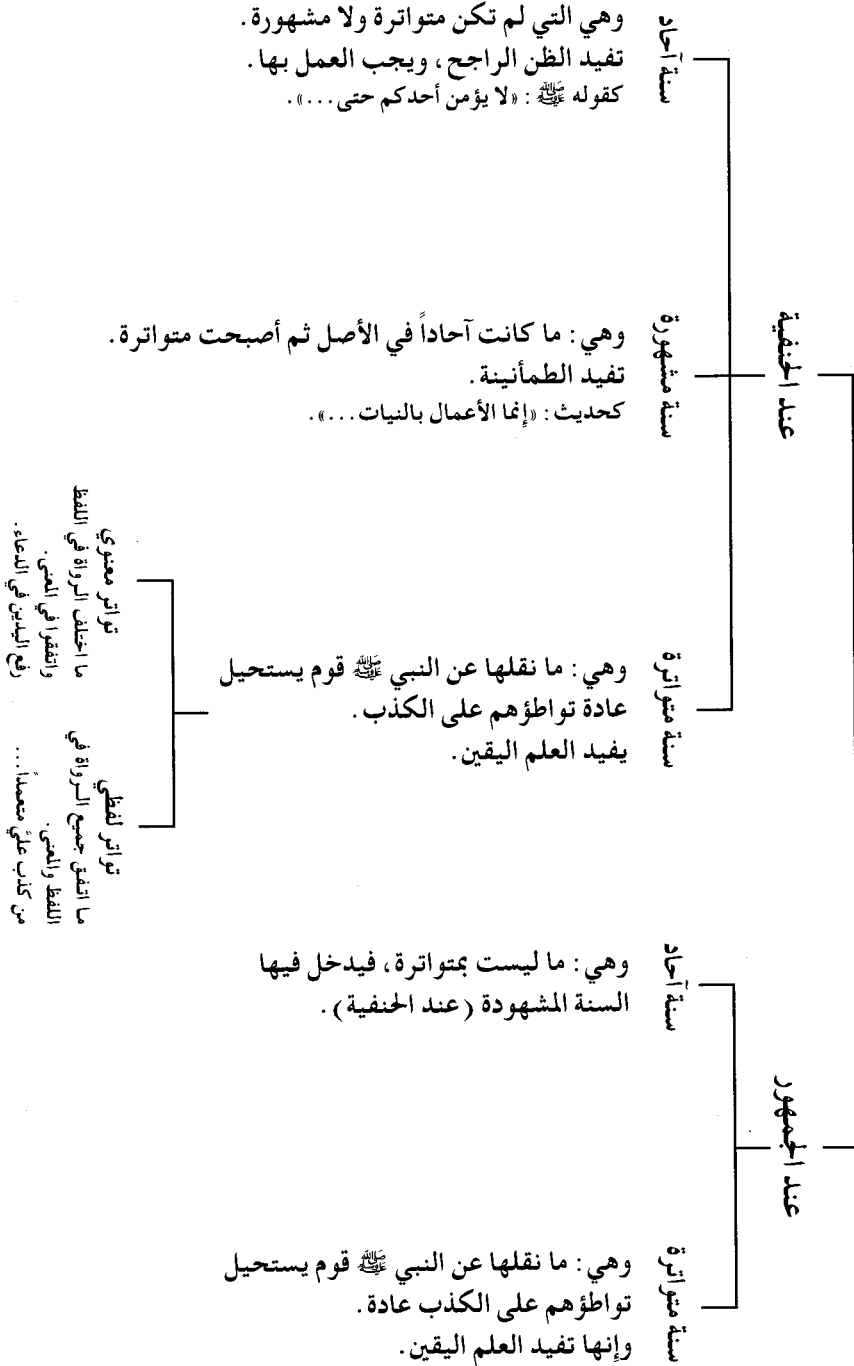 عند الحنفية
سنة آحاد
وهي التي لم تكن متواترة ولا مشهورة.
تفيد الظن الراجح، ويجب العمل بها.
كقوله ﷺ: «لا يؤمن أحدكم حتى...».
سنة مشهورة
وهي: ما كانت آحاداً في الأصل ثم أصبحت متواترة.
تفيد الطمأنينة.
كحديث: «إنما الأعمال بالنيات...».
سنة متواترة
وهي: ما نقلها عن النبي ﷺ قوم يستحيل
عادة تواطؤهم على الكذب.
يفيد العلم اليقين.
تواتر معنوي
ما اختلف الرواة في اللفظ
واتفقوا في المعنى.
رفع اليدين في الدعاء.
تواتر لفظي
ما اتفق جميع الرواة في
اللفظ والمعنى.
من كذب عليَّ متعمداً...
عند الجمهور
سنة آحاد
وهي: ما ليست بمتواترة، فيدخل فيها
السنة المشهودة (عند الحنفية).
سنة متواترة
وهي: ما نقلها عن النبي ﷺ قوم يستحيل
تواطؤهم على الكذب عادة.
وإنها تفيد العلم اليقين.